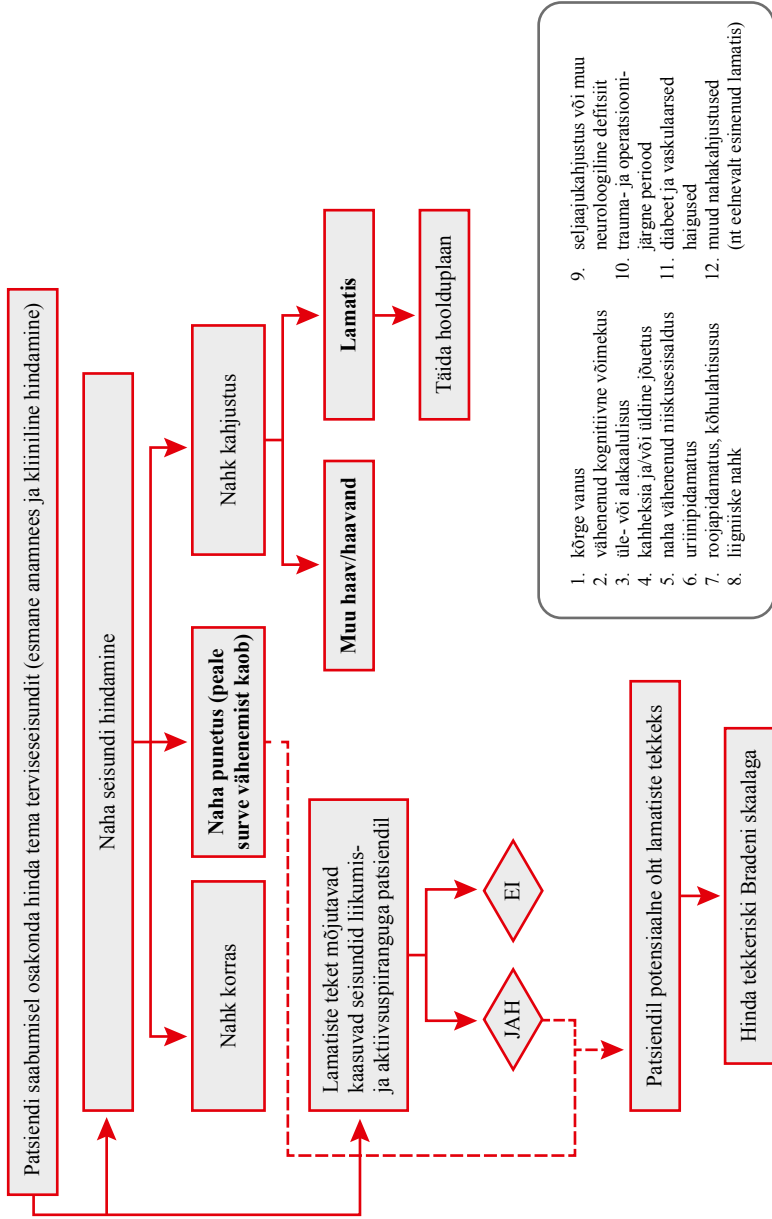 Patsiendi saabumisel osakonda hinda tema terviseseisundit (esmane anamnees ja kliiniline hindamine)
Naha seisundi hindamine
Nahk korras
Naha punetus (peale
surve vähenemist kaob)
Nahk kahjustus
Muu haav/haavand
Lamatis
Täida hoolduplaan
Lamatiste teket mõjutavad
kaasuvad seisundid liikumis-
ja aktiivsuspiiranguga patsiendil
JAH
EI
Patsiendil potensiaalne oht lamatiste tekkeks
Hinda tekkeriski Bradeni skaalaga
1. kõrge vanus
2. vähenenud kognitiivne võimekus
3. üle- või alakaalulisus
4. kahheksia ja/või üldine jõuetus
5. naha vähenenud niiskusesisaldus
6. uriinipidamatus
7. roojapidamatus, kõhulahtisusus
8. liigniiske nahk
9. seljaajukahjustus või muu
neuroloogiline defitsiit
10. trauma- ja operatsiooni-
järgne periood
11. diabeet ja vaskulaarsed
haigused
12. muud nahakahjustused
(nt eelnevalt esinenud lamatis)